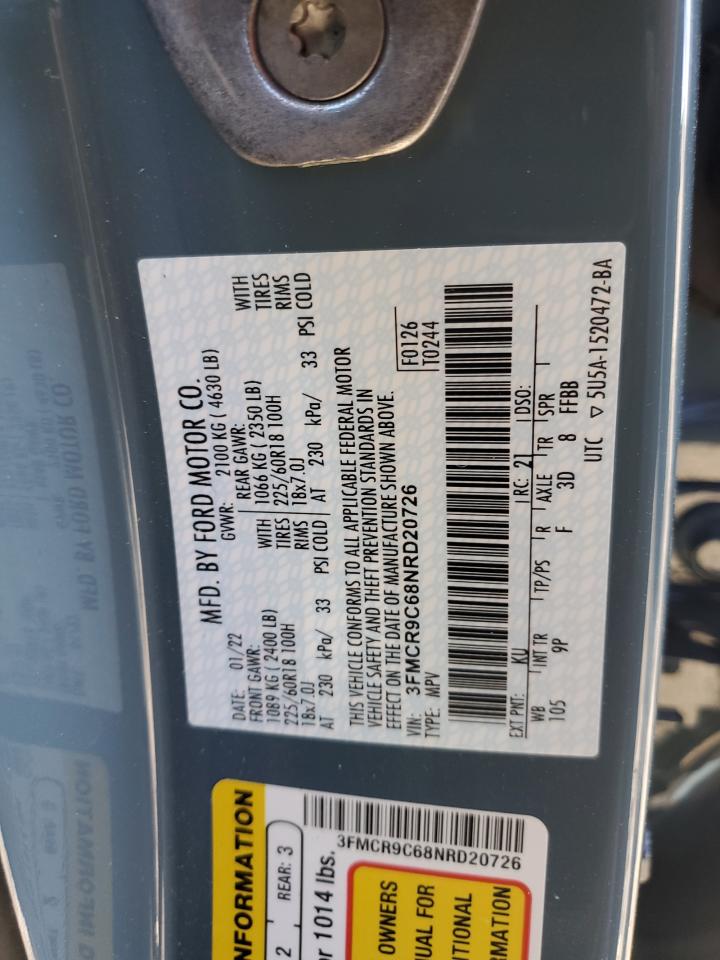 MFD. BY FORD MOTOR CO.
DATE: 01/22 GVWR: 2100 KG ( 4630 LB)
FRONT GAWR: REAR GAWR:
1089 KG ( 2400 LB) WITH 1066 KG ( 2350 LB) WITH
225/60R18 100H TIRES 225/60R18 100H TIRES
18x7.0J RIMS 18x7.0J RIMS
AT 230 kPa/ 33 PSI COLD AT 230 kPa/ 33 PSI COLD
THIS VEHICLE CONFORMS TO ALL APPLICABLE FEDERAL MOTOR
VEHICLE SAFETY AND THEFT PREVENTION STANDARDS IN
EFFECT ON THE DATE OF MANUFACTURE SHOWN ABOVE.
VIN: 3FMCR9C68NRD20726 F0126
TYPE: MPV T0244
EXT PNT: KU RC: 21 DSO:
WB INT TR TP/PS R AXLE TR SPR
105 9P F 3D 8 FFBB
UTC ▽ 5U5A-1520472-BA
NFORMATION
2 REAR: 3
or 1014 lbs.
3FMCR9C68NRD20726
OWNERS
UAL FOR
ITIONAL
RMATION